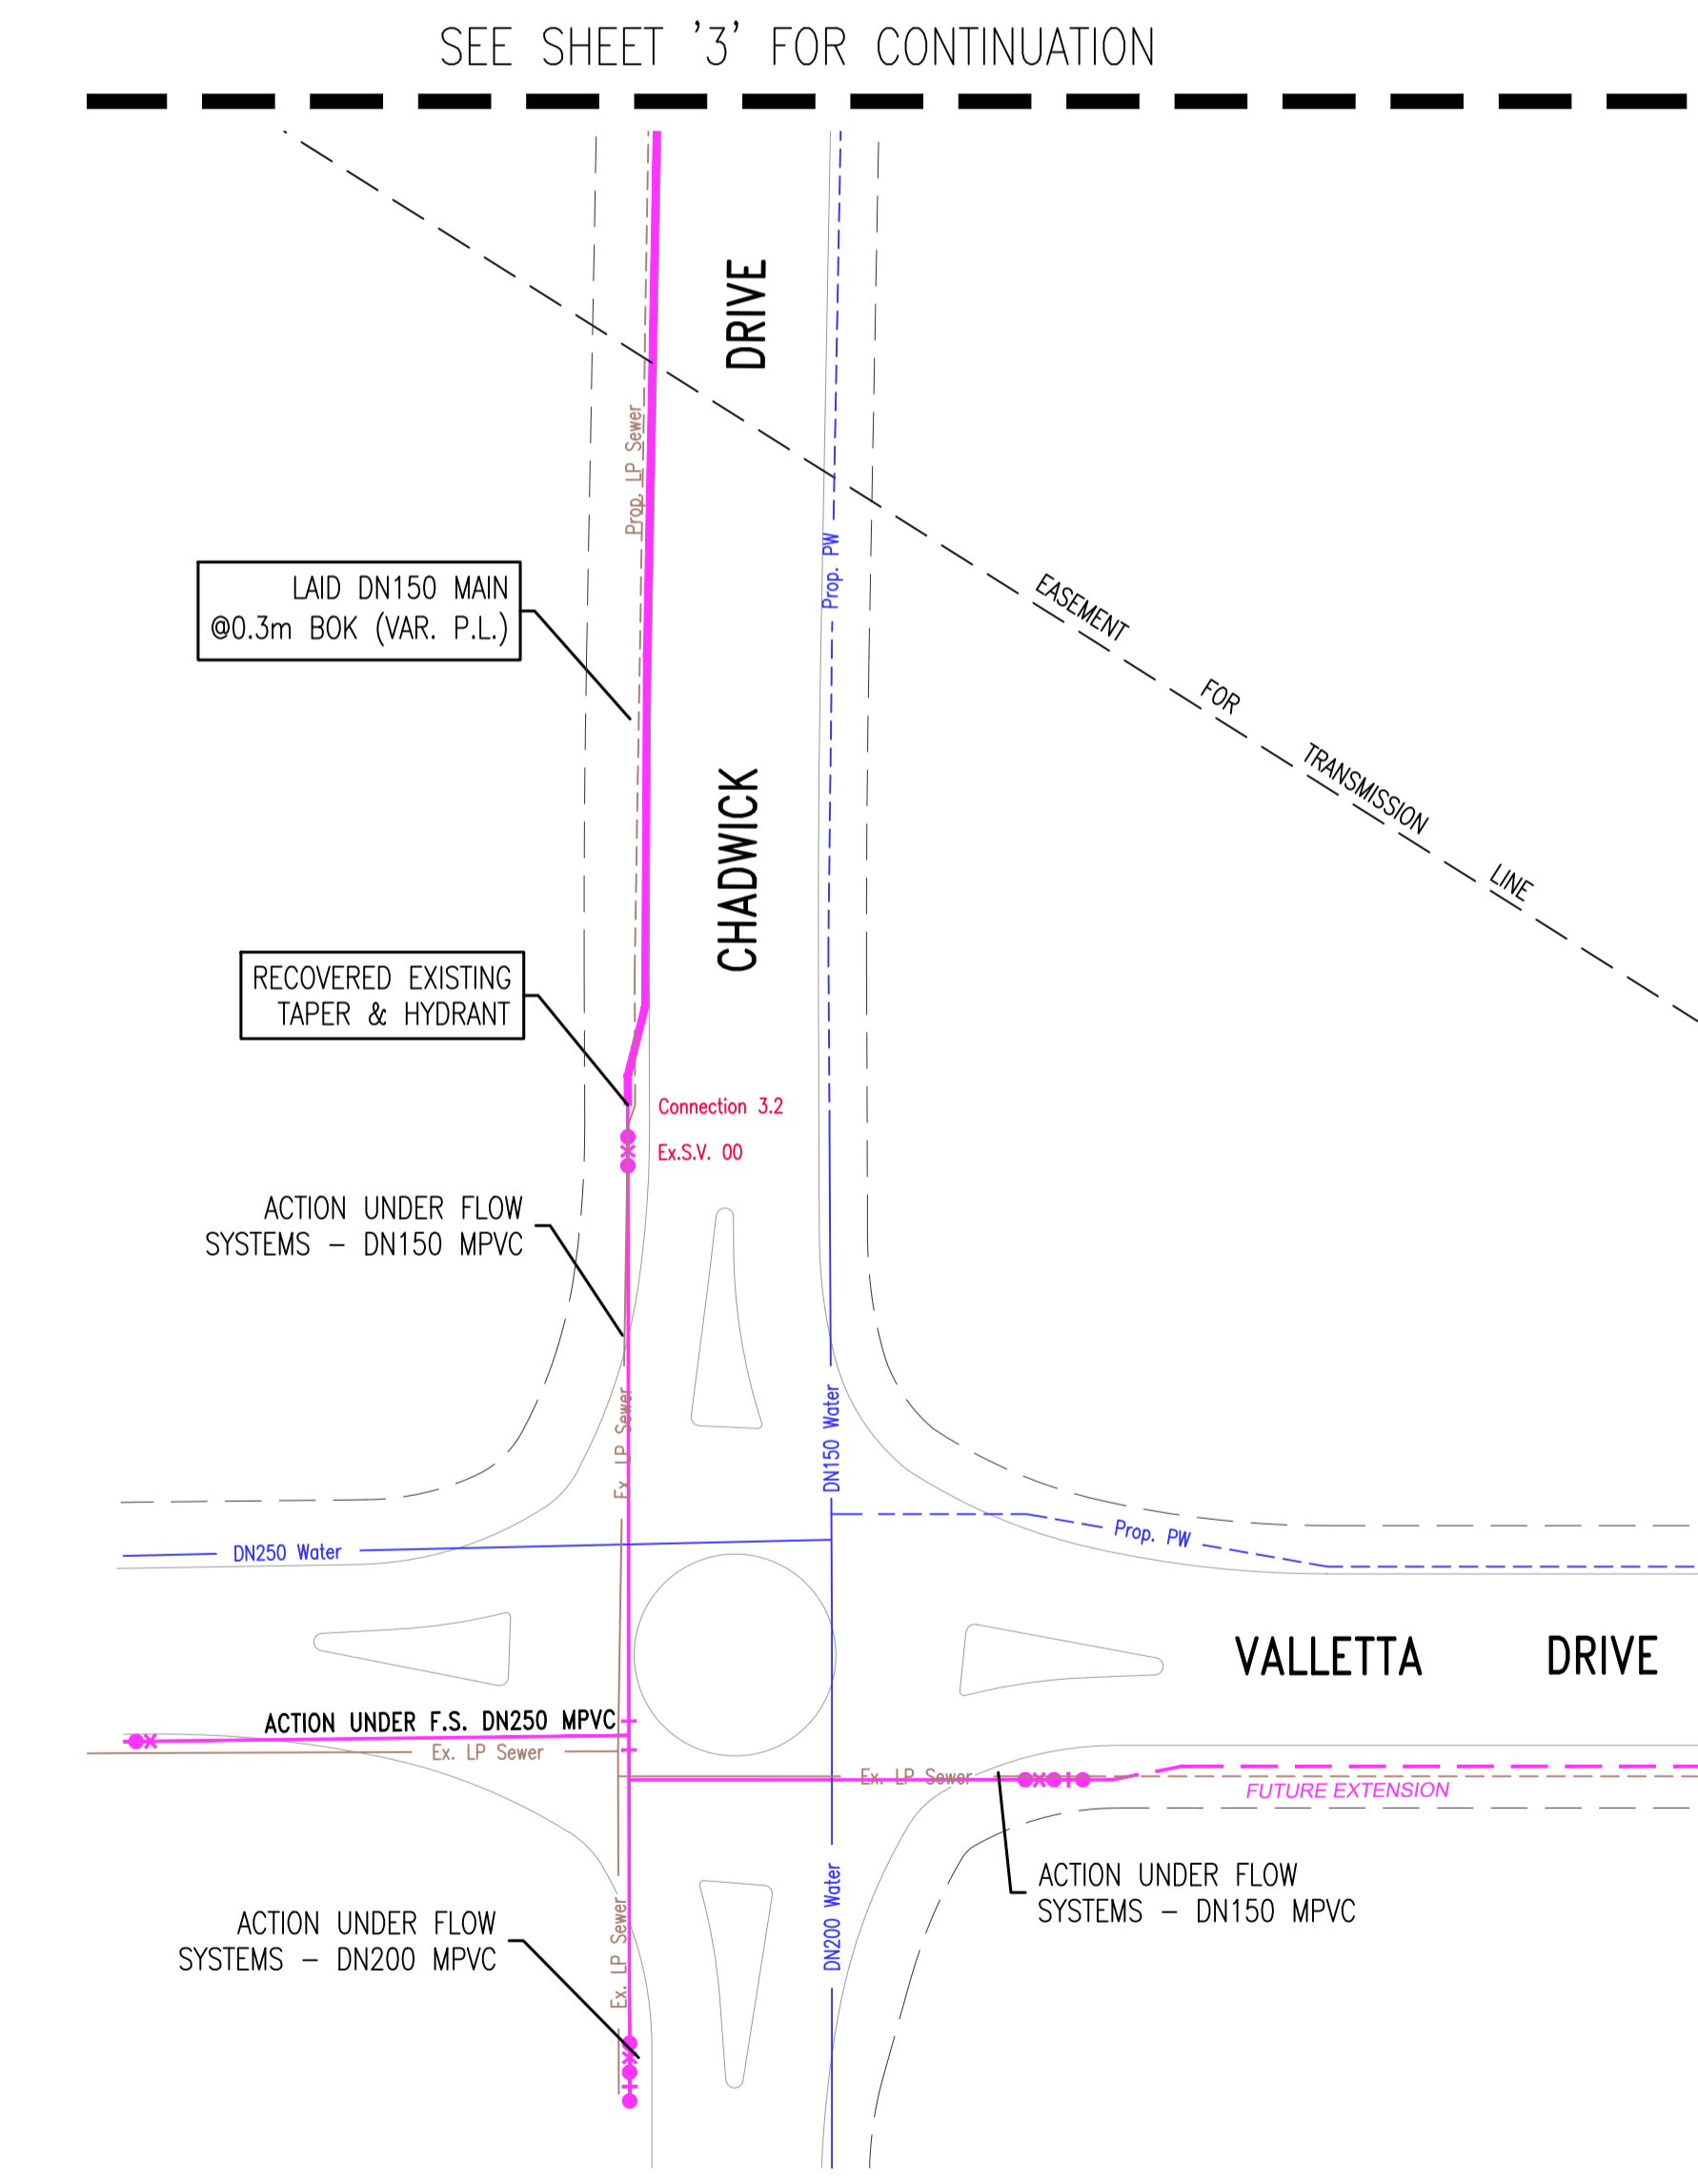 SEE SHEET '3' FOR CONTINUATION
DRIVE
Prop. LP Sewer
Prop. PW
LAID DN150 MAIN
@0.3m BOK (VAR. P.L.)
EASEMENT
FOR
TRANSMISSION
LINE
CHADWICK
RECOVERED EXISTING
TAPER & HYDRANT
Connection 3.2
Ex.S.V. 00
ACTION UNDER FLOW
SYSTEMS – DN150 MPVC
Ex. LP Sewer
DN150 Water
Prop. PW
DN250 Water
VALLETTA DRIVE
ACTION UNDER F.S. DN250 MPVC
Ex. LP Sewer
Ex. LP Sewer
FUTURE EXTENSION
ACTION UNDER FLOW
SYSTEMS – DN150 MPVC
Ex. LP Sewer
DN200 Water
ACTION UNDER FLOW
SYSTEMS – DN200 MPVC